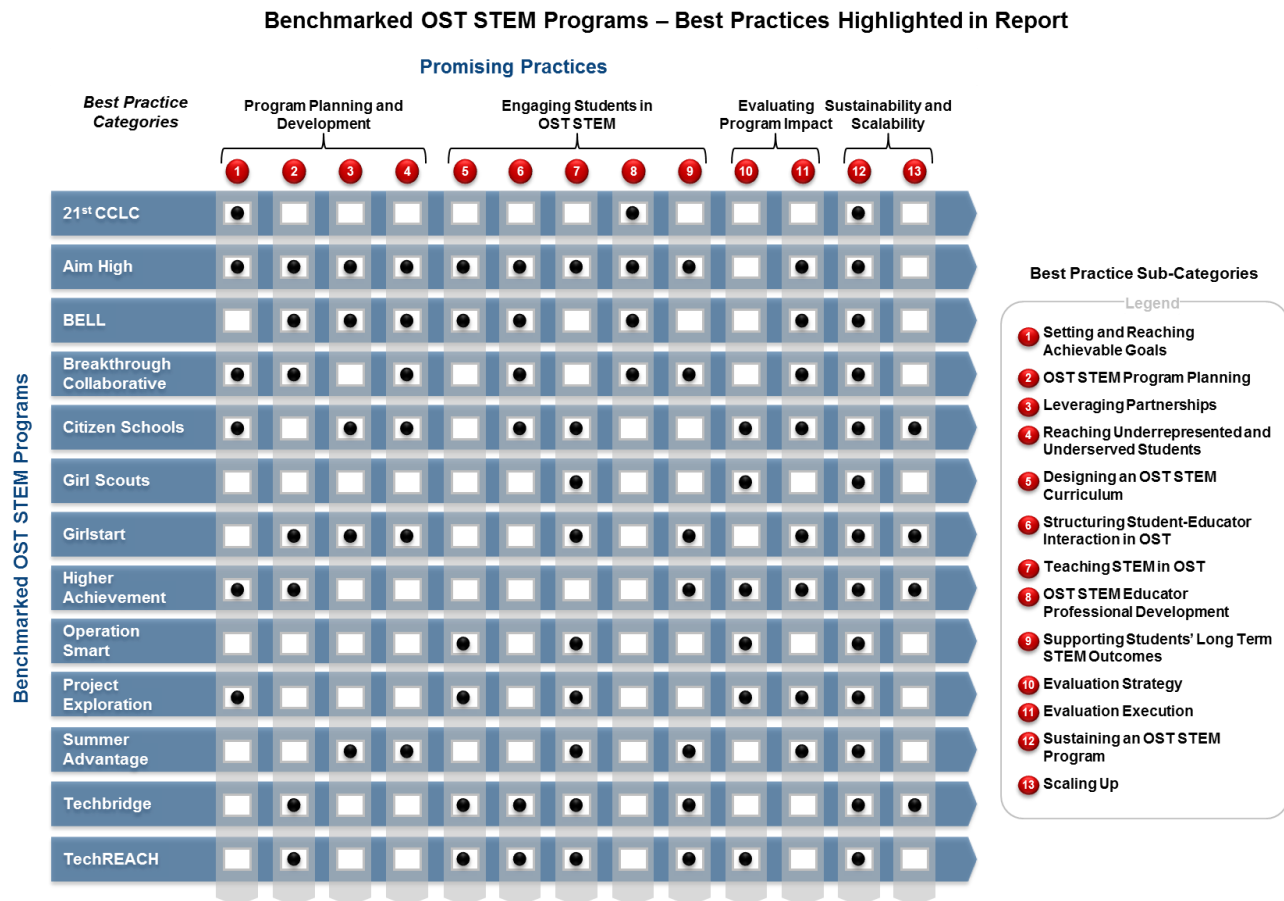 Benchmarked OST STEM Programs – Best Practices Highlighted in Report
Promising Practices
Best Practice
Categories
Program Planning and
Development
Engaging Students in
OST STEM
Evaluating
Program Impact
Sustainability and
Scalability
1 2 3 4 5 6 7 8 9 10 11 12 13
Benchmarked OST STEM Programs
21st CCLC
Aim High
BELL
Breakthrough
Collaborative
Citizen Schools
Girl Scouts
Girlstart
Higher
Achievement
Operation
Smart
Project
Exploration
Summer
Advantage
Techbridge
TechREACH
Best Practice Sub-Categories
Legend
1 Setting and Reaching
Achievable Goals
2 OST STEM Program Planning
3 Leveraging Partnerships
4 Reaching Underrepresented and
Underserved Students
5 Designing an OST STEM
Curriculum
6 Structuring Student-Educator
Interaction in OST
7 Teaching STEM in OST
8 OST STEM Educator
Professional Development
9 Supporting Students' Long Term
STEM Outcomes
10 Evaluation Strategy
11 Evaluation Execution
12 Sustaining an OST STEM
Program
13 Scaling Up